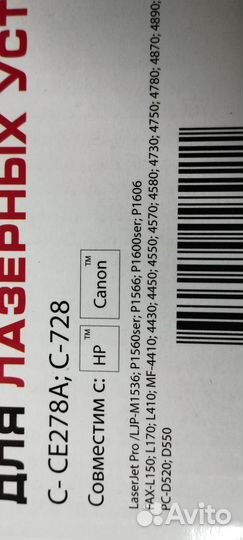 ДЛЯ ЛАЗЕРНЫХ УСТ
C- CE278A; C-728
Совместим с: HP™ Canon™
LaserJet Pro /LJP-M1536; P1560ser; P1566; P1600ser; P1606
FAX-L150; L170; L410; MF-4410; 4430; 4450; 4550; 4570; 4580; 4730; 4750; 4780; 4870; 4890;
PC-D520; D550
Avito